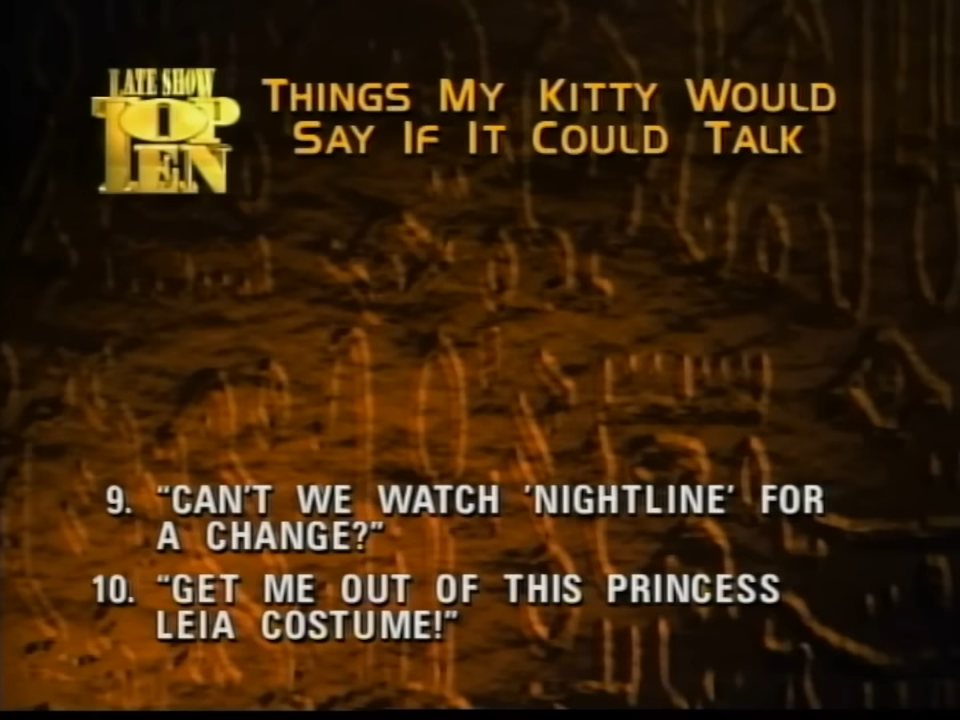 LATE SHOW
TOP
TEN
THINGS MY KITTY WOULD
SAY IF IT COULD TALK
9. “CAN'T WE WATCH 'NIGHTLINE' FOR
A CHANGE?”
10. “GET ME OUT OF THIS PRINCESS
LEIA COSTUME!”